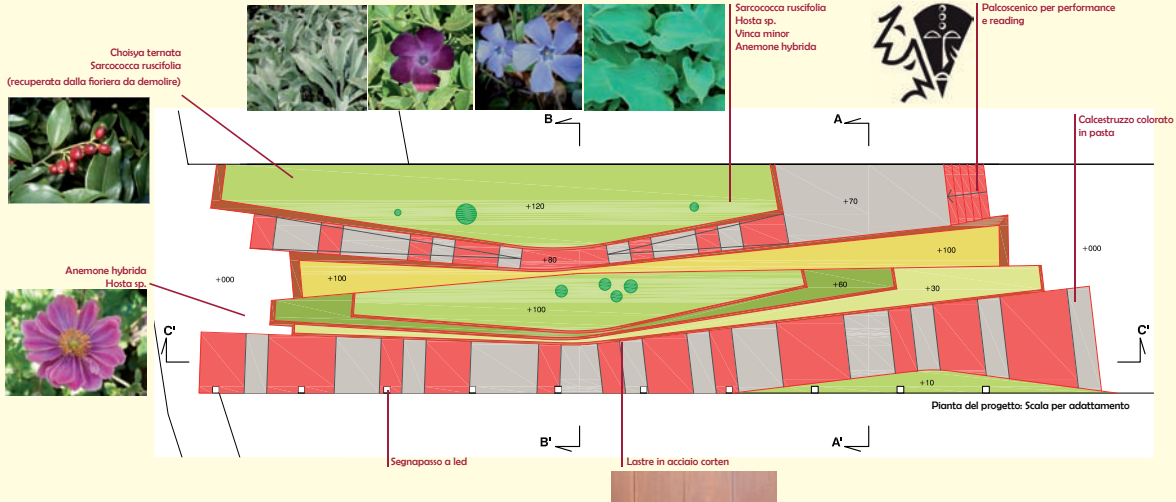 Choisya ternata
Sarcococca ruscifolia
(recuperata dalla fioriera da demolire)
Sarcococca ruscifolia
Hosta sp.
Vinca minor
Anemone hybrida
Palcoscenico per performance
e reading
Calcestruzzo colorato
in pasta
B
A
+120
+70
+80
+100
+000
+000
+100
+60
+30
+100
Anemone hybrida
Hosta sp.
C'
C'
+10
Pianta del progetto: Scala per adattamento
B'
A'
Segnapasso a led
Lastre in acciaio corten